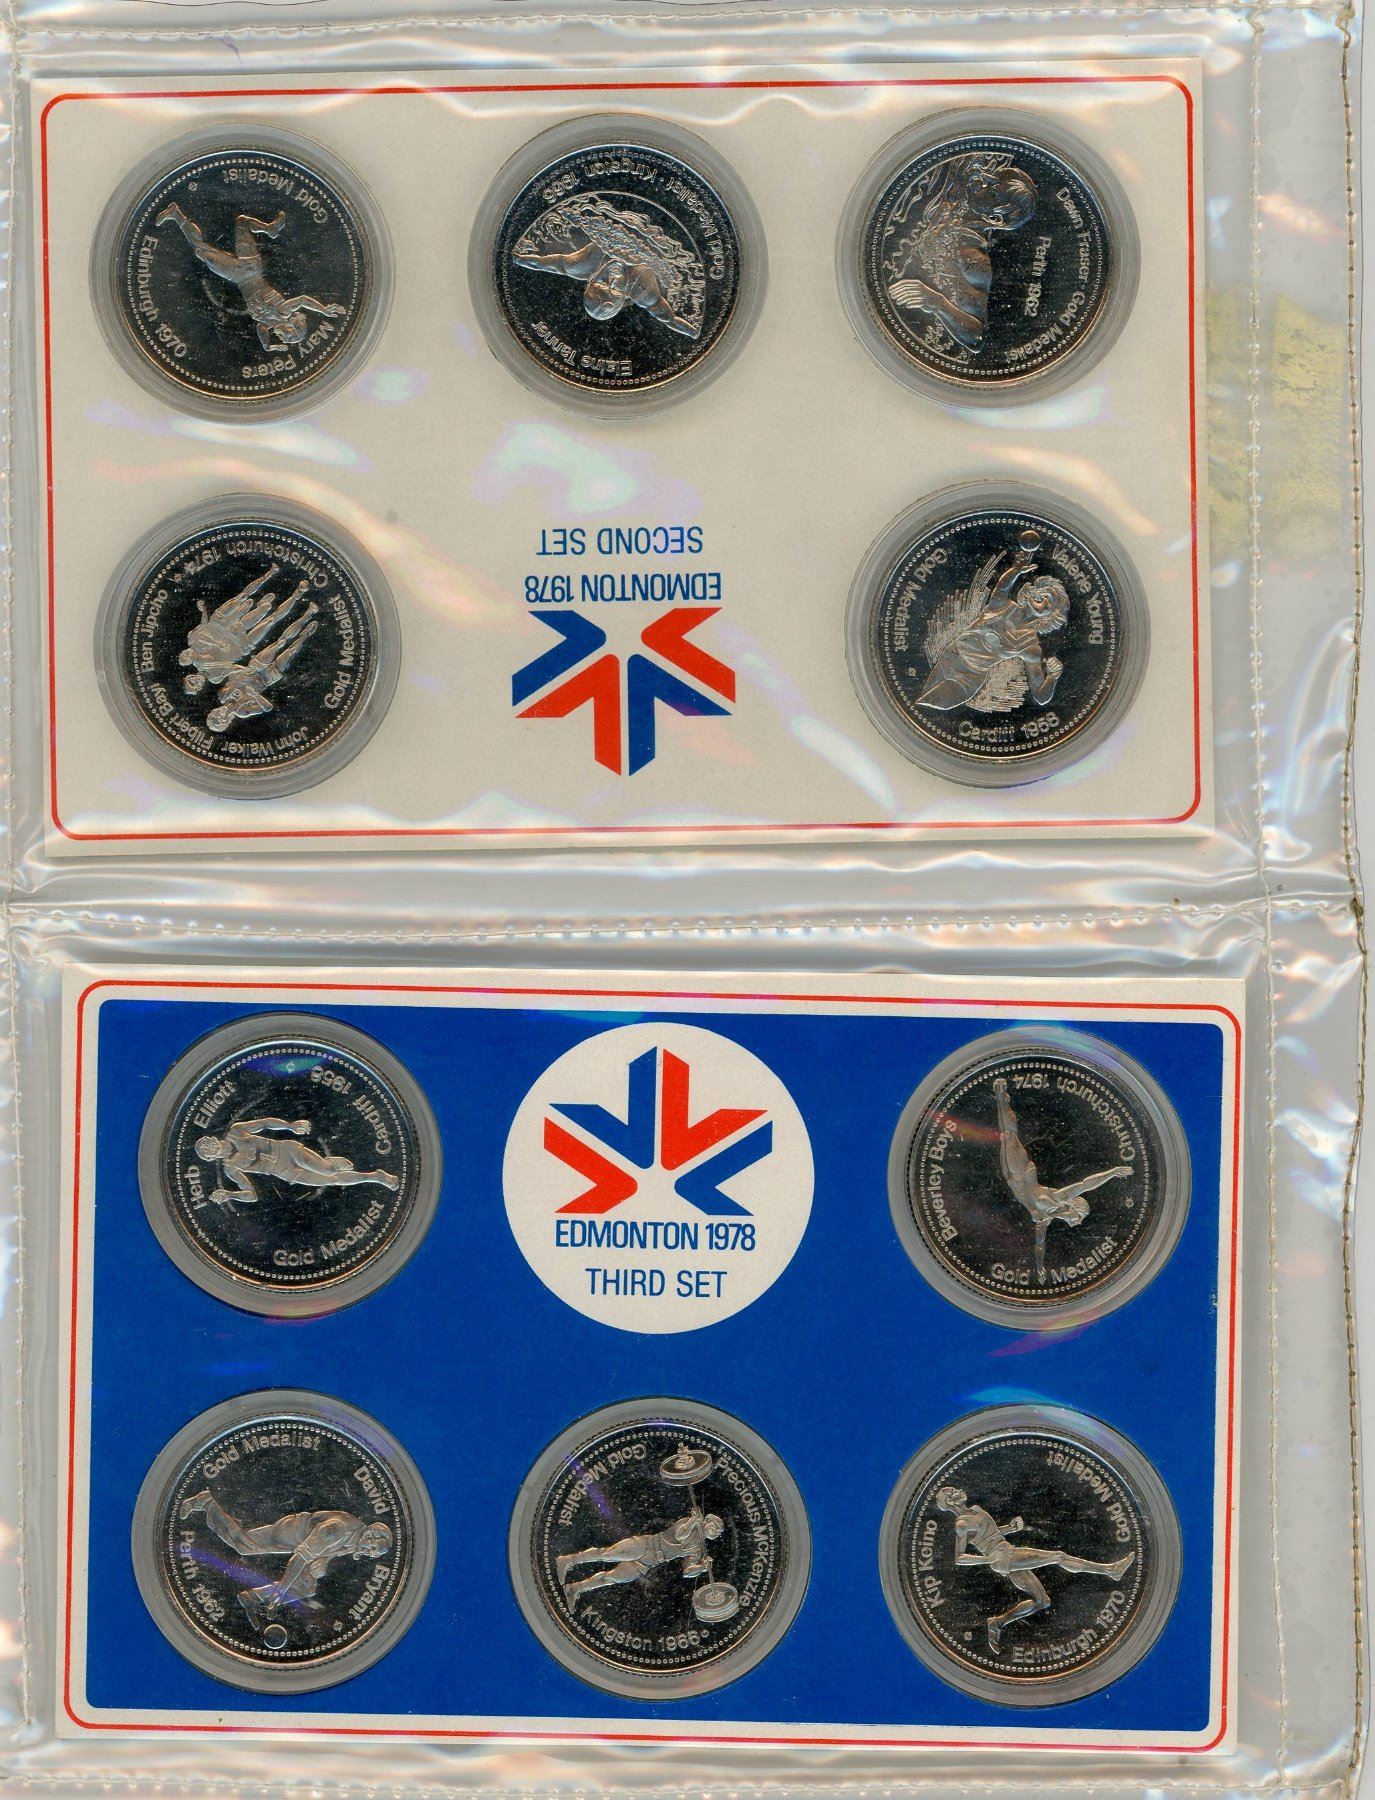 Gold Medalist
Edinburgh 1970
Mary Peters
Gold Medalist · Kingston 1966
Elaine Tanner
Dawn Fraser Gold Medalist
Perth 1962
Ben Jipcho
Christchurch 1974
Gold Medalist
John Walker Filbert Bayi
SECOND SET
EDMONTON 1978
Valerie Young
Gold Medalist
Cardiff 1958
Herb Elliott
Cardiff 1958
Gold Medalist
EDMONTON 1978
THIRD SET
Beverley Boys
Christchurch 1974
Gold Medalist
Gold Medalist
David Bryant
Perth 1962
Gold Medalist
Precious McKenzie
Kingston 1966
Kip Keino
Gold Medalist
Edinburgh 1970